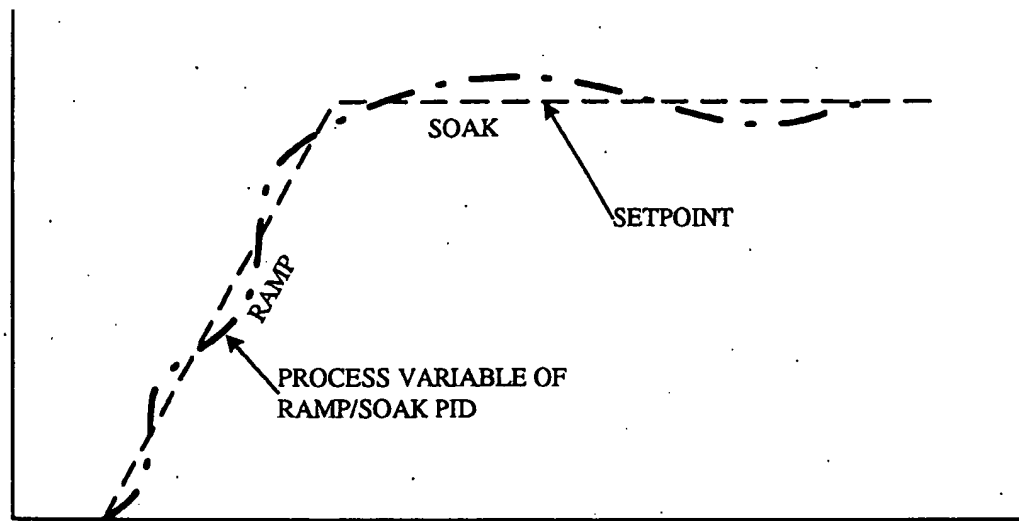 SOAK
SETPOINT
RAMP
PROCESS VARIABLE OF
RAMP/SOAK PID